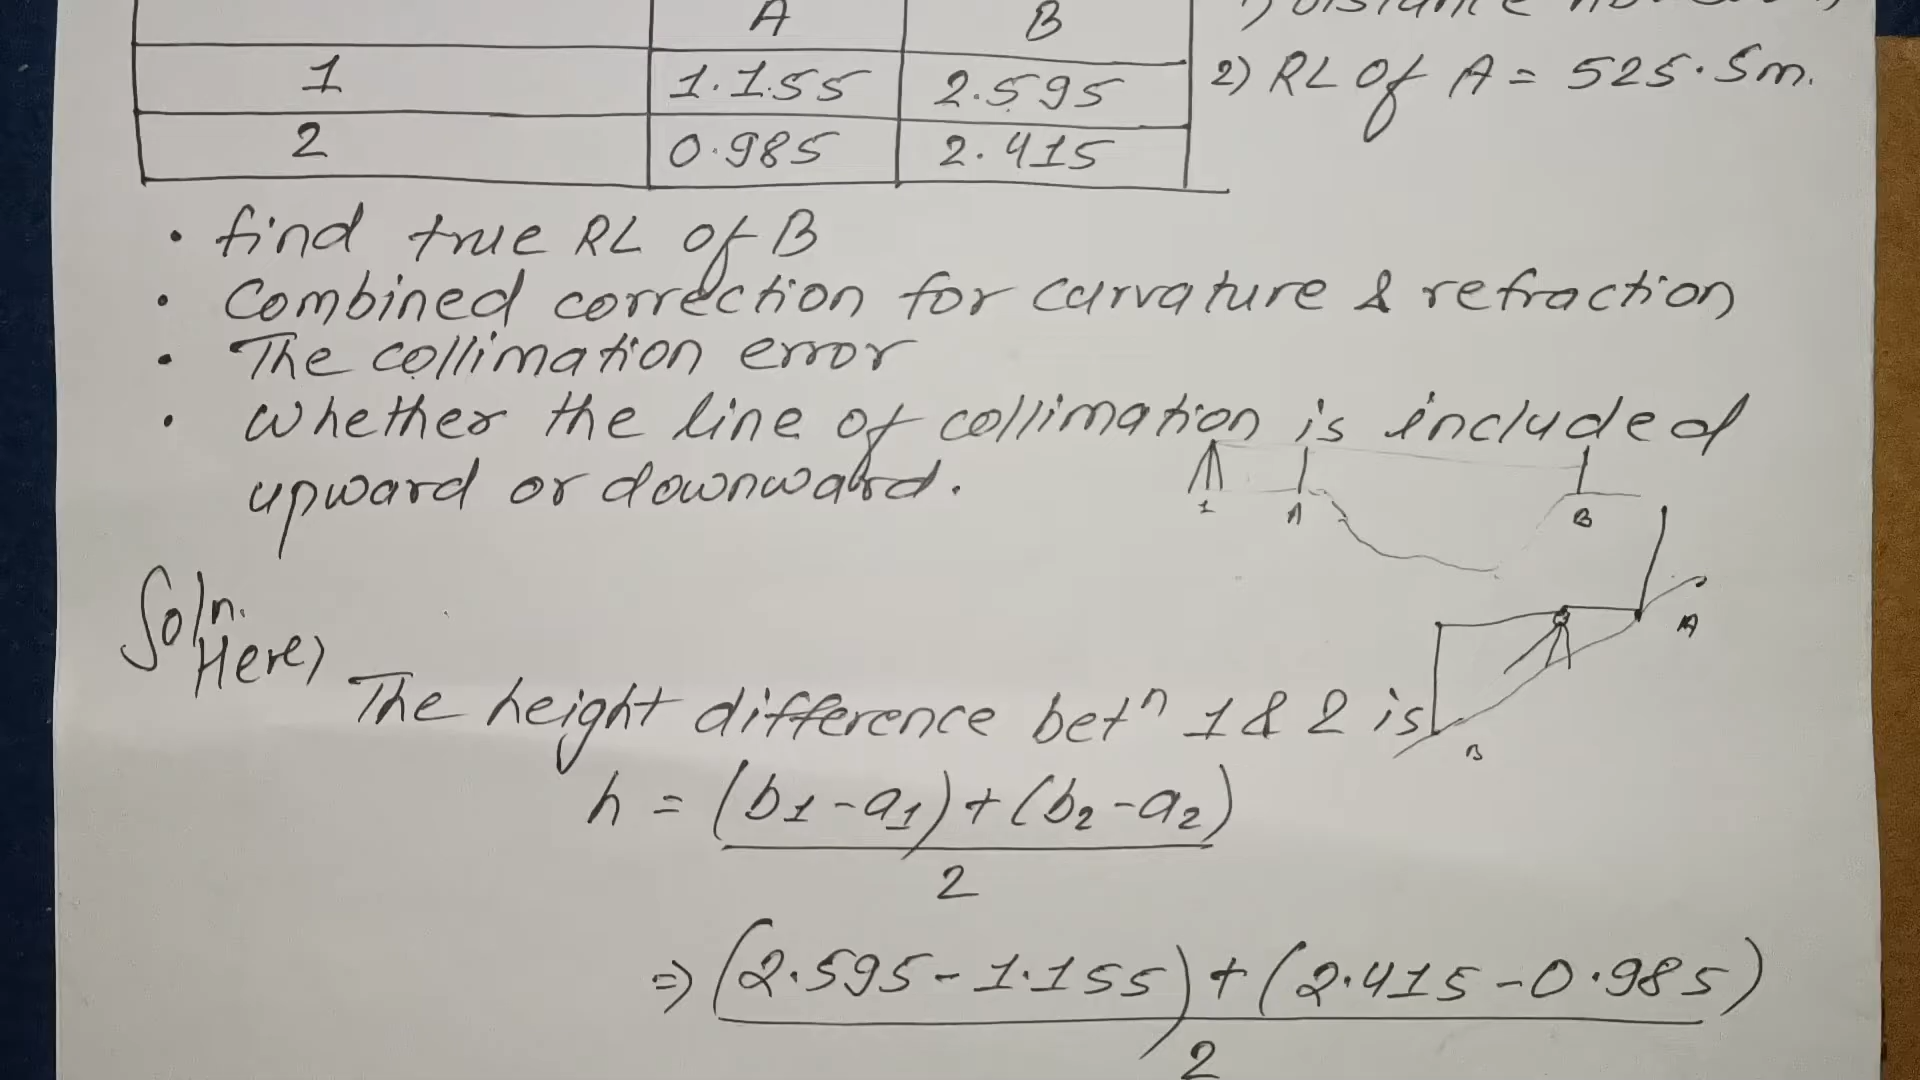 A B
1 1.155 2.595
2) RL of A = 525.5m.
2 0.985 2.415
• find true RL of B
• Combined correction for carvature & refraction
• The collimation error
• Whether the line of collimation is included
upward or downward.
1 A B
Soln.
Here,
A
The height difference betⁿ 1 & 2 is
B
h = (b1-a1)+(b2-a2)
2
⇒ (2.595-1.155)+(2.415-0.985)
2